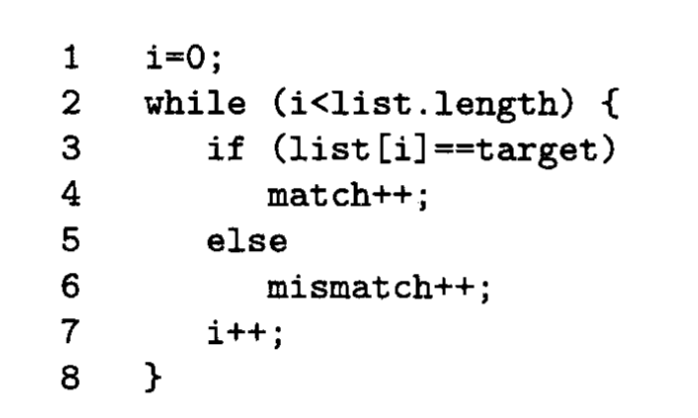 1 i=0;
2 while (i<list.length) {
3 if (list[i]==target)
4 match++;
5 else
6 mismatch++;
7 i++;
8 }